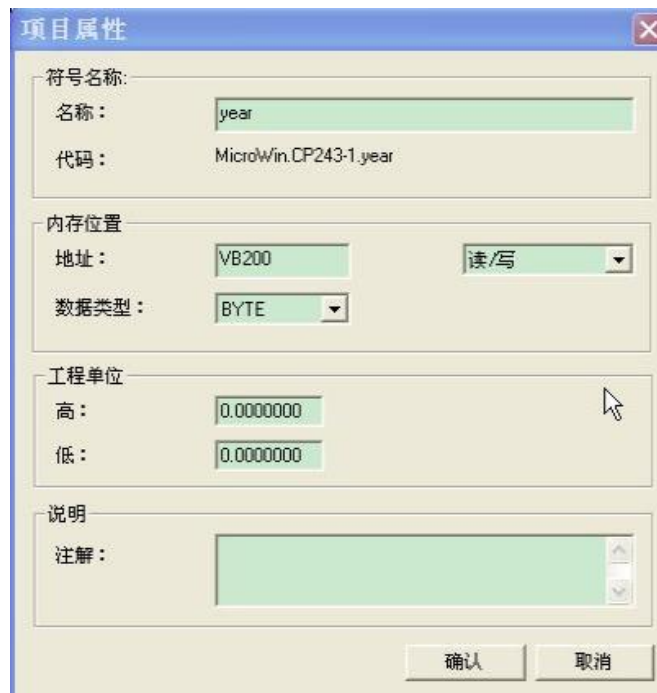 项目属性
符号名称:
名称： year
代码： MicroWin.CP243-1.year
内存位置
地址： VB200 读/写
数据类型： BYTE
工程单位
高： 0.0000000
低： 0.0000000
说明
注解：
确认 取消